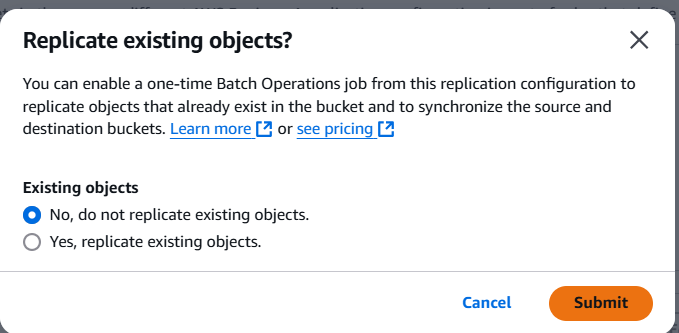 Replicate existing objects?
You can enable a one-time Batch Operations job from this replication configuration to
replicate objects that already exist in the bucket and to synchronize the source and
destination buckets. Learn more or see pricing
Existing objects
No, do not replicate existing objects.
Yes, replicate existing objects.
Cancel
Submit